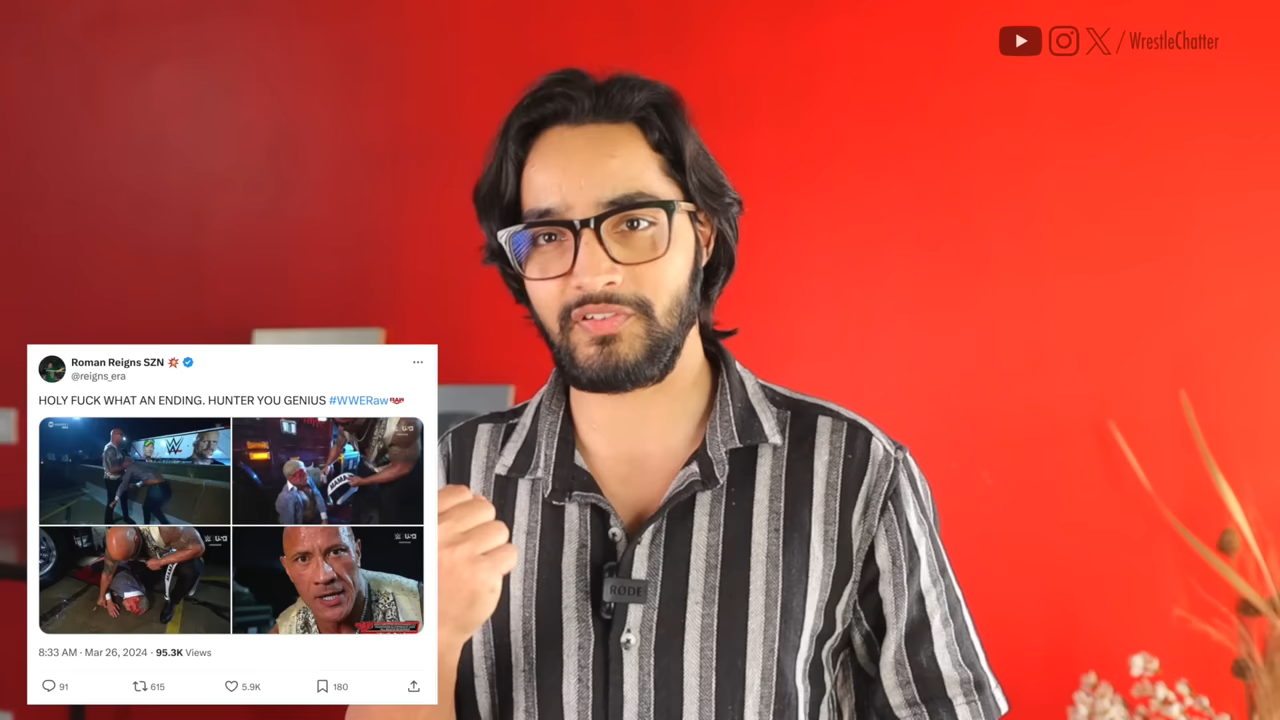 / WrestleChatter
Roman Reigns SZN
@reigns_era
HOLY FUCK WHAT AN ENDING. HUNTER YOU GENIUS #WWERaw
RODE
8:33 AM · Mar 26, 2024 · 95.3K Views
91 615 5.9K 180